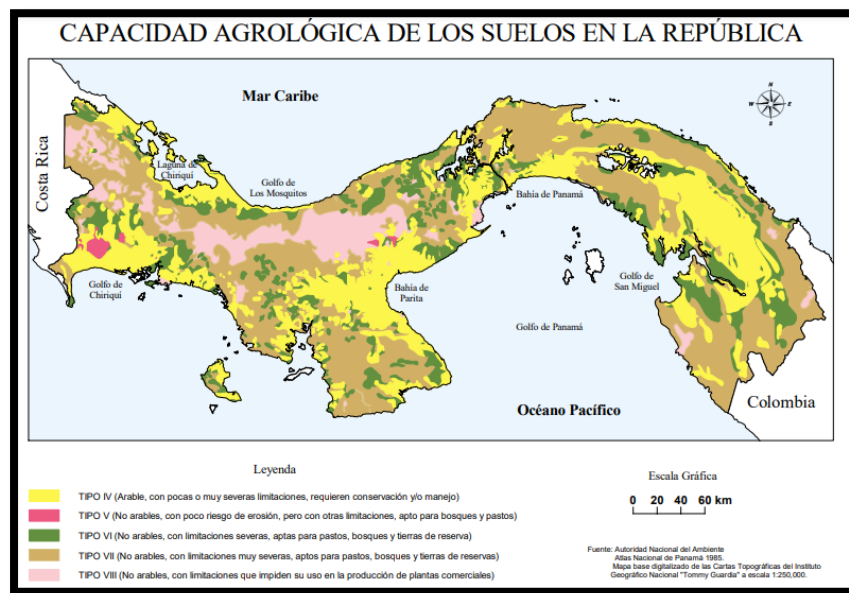 CAPACIDAD AGROLÓGICA DE LOS SUELOS EN LA REPÚBLICA
Mar Caribe
N
W E
S
Costa Rica
Laguna de
Chiriquí
Golfo de
Los Mosquitos
Bahía de Panamá
Golfo de
Chiriquí
Bahía de
Parita
Golfo de
San Miguel
Golfo de Panamá
Océano Pacífico
Colombia
Leyenda
TIPO IV (Arable, con pocas o muy severas limitaciones, requieren conservación y/o manejo)
TIPO V (No arables, con poco riesgo de erosión, pero con otras limitaciones, apto para bosques y pastos)
TIPO VI (No arables, con limitaciones severas, aptas para pastos, bosques y tierras de reserva)
TIPO VII (No arables, con limitaciones muy severas, aptos para pastos, bosques y tierras de reservas)
TIPO VIII (No arables, con limitaciones que impiden su uso en la producción de plantas comerciales)
Escala Gráfica
0 20 40 60 km
Fuente: Autoridad Nacional del Ambiente
Atlas Nacional de Panamá 1985.
Mapa base digitalizado de las Cartas Topográficas del Instituto
Geográfico Nacional "Tommy Guardia" a escala 1:250,000.